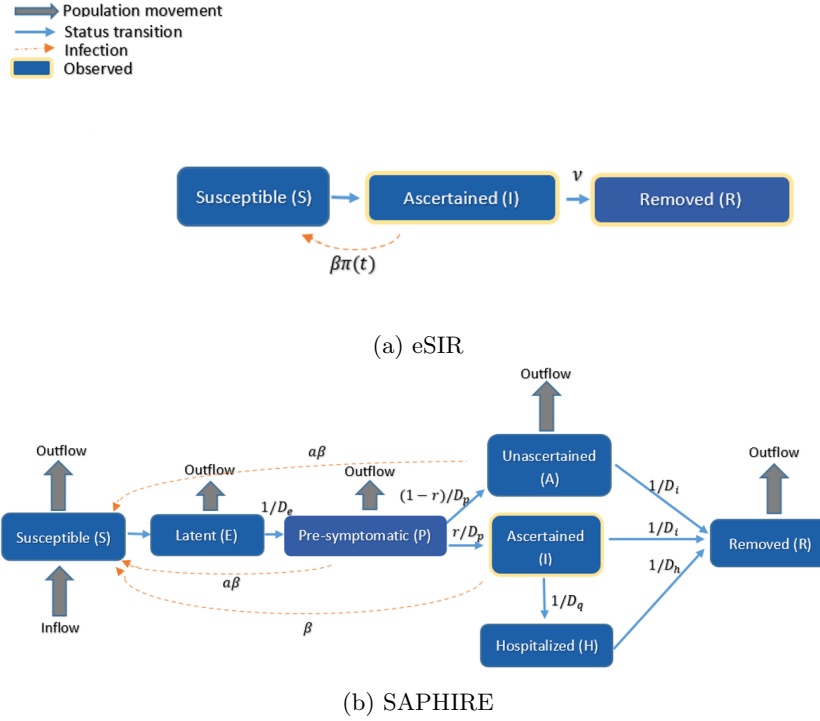 Population movement
Status transition
Infection
Observed
Susceptible (S)
Ascertained (I)
ν
Removed (R)
βπ(t)
(a) eSIR
Outflow
Outflow
Outflow
Outflow
Outflow
αβ
Unascertained
(A)
(1 − r)/D_p
1/D_i
1/D_e
Susceptible (S)
Latent (E)
Pre-symptomatic (P)
r/D_p
Ascertained
(I)
1/D_i
Removed (R)
αβ
1/D_h
β
1/D_q
Inflow
Hospitalized (H)
(b) SAPHIRE